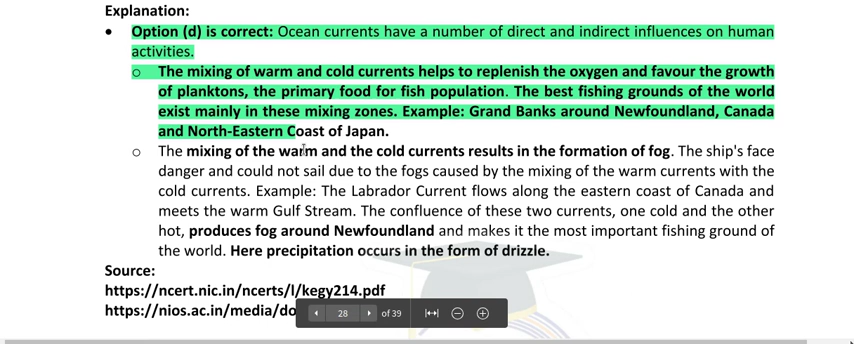 Explanation:
• Option (d) is correct: Ocean currents have a number of direct and indirect influences on human
activities.
o The mixing of warm and cold currents helps to replenish the oxygen and favour the growth
of planktons, the primary food for fish population. The best fishing grounds of the world
exist mainly in these mixing zones. Example: Grand Banks around Newfoundland, Canada
and North-Eastern Coast of Japan.
o The mixing of the warm and the cold currents results in the formation of fog. The ship's face
danger and could not sail due to the fogs caused by the mixing of the warm currents with the
cold currents. Example: The Labrador Current flows along the eastern coast of Canada and
meets the warm Gulf Stream. The confluence of these two currents, one cold and the other
hot, produces fog around Newfoundland and makes it the most important fishing ground of
the world. Here precipitation occurs in the form of drizzle.
Source:
https://ncert.nic.in/ncerts/l/kegy214.pdf
https://nios.ac.in/media/do
28 of 39